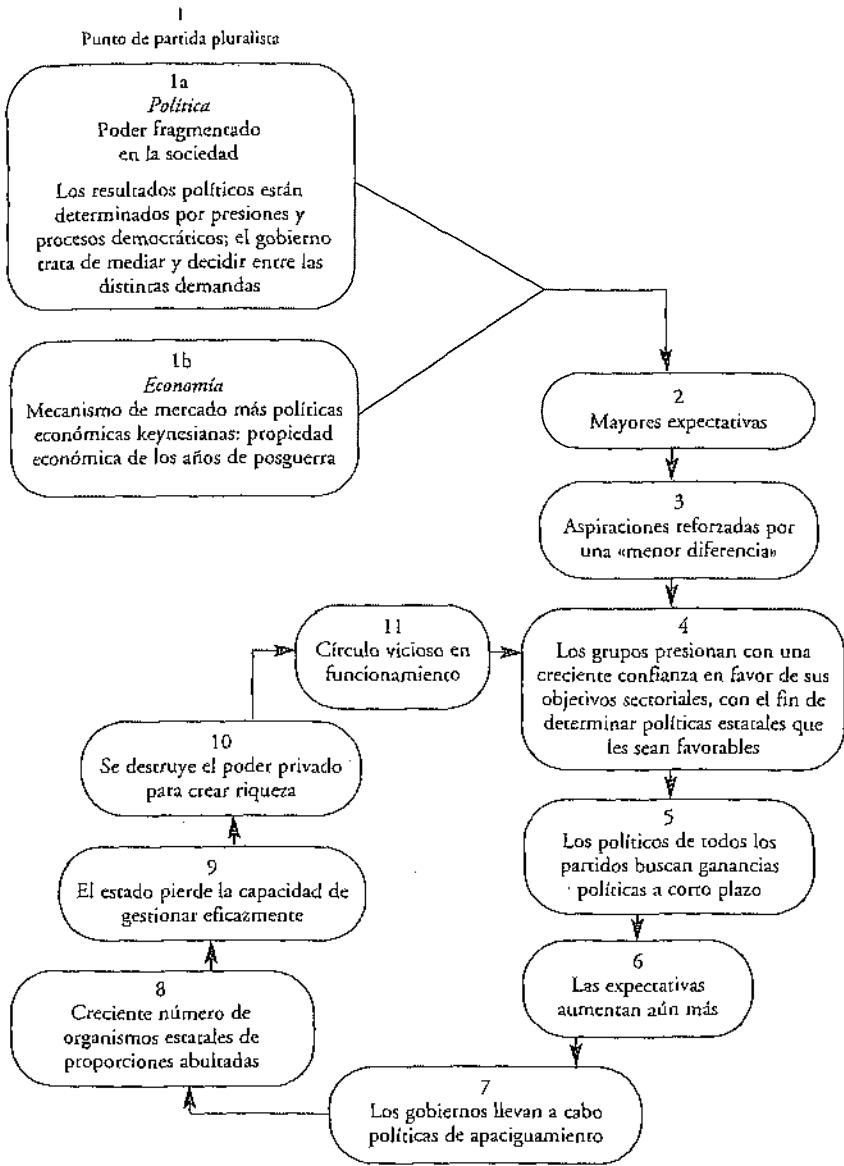 1
Punto de partida pluralista
1a
Política
Poder fragmentado
en la sociedad
Los resultados políticos están
determinados por presiones y
procesos democráticos; el gobierno
trata de mediar y decidir entre las
distintas demandas
1b
Economía
Mecanismo de mercado más políticas
económicas keynesianas: propiedad
económica de los años de posguerra
2
Mayores expectativas
3
Aspiraciones reforzadas por
una «menor diferencia»
4
Los grupos presionan con una
creciente confianza en favor de sus
objetivos sectoriales, con el fin de
determinar políticas estatales que
les sean favorables
5
Los políticos de todos los
partidos buscan ganancias
políticas a corto plazo
6
Las expectativas
aumentan aún más
7
Los gobiernos llevan a cabo
políticas de apaciguamiento
8
Creciente número de
organismos estatales de
proporciones abultadas
9
El estado pierde la capacidad de
gestionar eficazmente
10
Se destruye el poder privado
para crear riqueza
11
Círculo vicioso en
funcionamiento